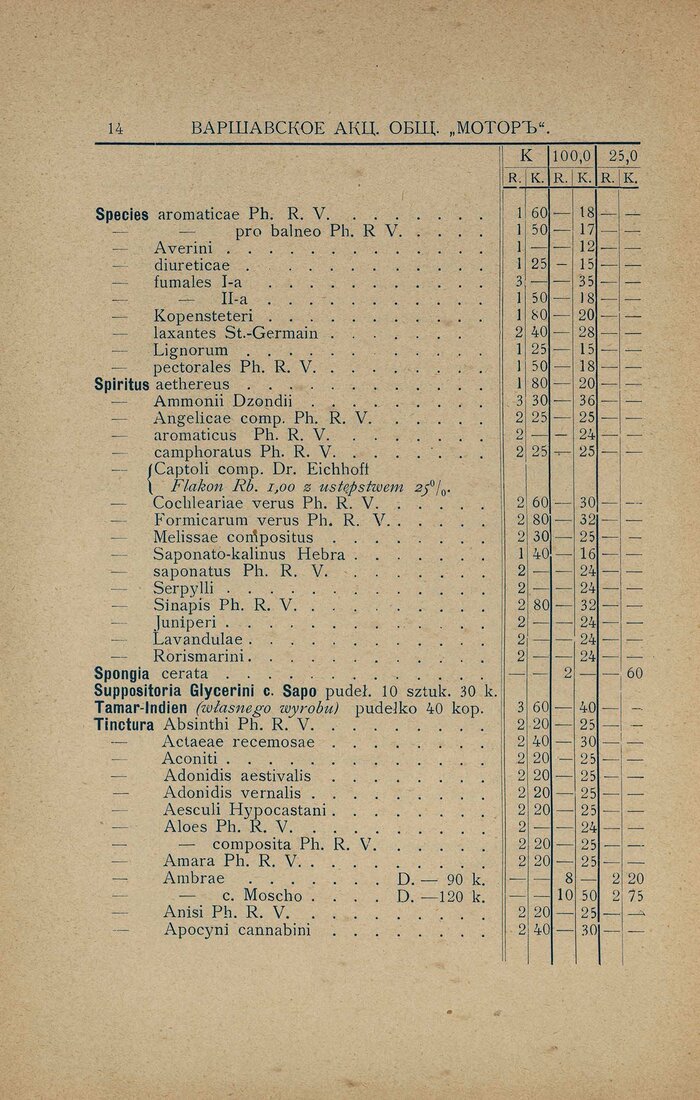 14 ВАРШАВСКОЕ АКЦ. ОБЩ. „МОТОРЪ“.
K 100,0 25,0
R. K. R. K. R. K.
Species aromaticae Ph. R. V. . . . . . . . 1 60 — 18 — —
— — pro balneo Ph. R V. . . . . 1 50 — 17 — —
— Averini . . . . . . . . . . . . 1 — — 12 — —
— diureticae . . . . . . . . . . . 1 25 – 15 — —
— fumales I-a . . . . . . . . . . 3 — — 35 — —
— — II-a . . . . . . . . . . 1 50 — 18 — —
— Kopensteteri . . . . . . . . . . . 1 80 — 20 — —
— laxantes St.-Germain . . . . . . . 2 40 — 28 — —
— Lignorum . . . . . . . . . . . 1 25 — 15 — —
— pectorales Ph. R. V. . . . . . . . 1 50 — 18 — —
Spiritus aethereus . . . . . . . . . . . . 1 80 — 20 — —
— Ammonii Dzondii . . . . . . . . . 3 30 — 36 — —
— Angelicae comp. Ph. R. V. . . . . . 2 25 — 25 — —
— aromaticus Ph. R. V. . . . . . . . 2 — — 24 — —
— camphoratus Ph. R. V. . . . . . . 2 25 — 25 — —
— {Captoli comp. Dr. Eichhoft
Flakon Rb. 1,00 z ustępstwem 25%.
— Cochleariae verus Ph. R. V. . . . . . 2 60 — 30 — —
— Formicarum verus Ph. R. V. . . . . 2 80 — 32 — —
— Melissae compositus . . . . . . . . 2 30 — 25 — —
— Saponato-kalinus Hebra . . . . . . 1 40 — 16 — —
— saponatus Ph. R. V. . . . . . . . 2 — — 24 — —
— Serpylli . . . . . . . . . . . . 2 — — 24 — —
— Sinapis Ph. R. V. . . . . . . . . 2 80 — 32 — —
— Juniperi . . . . . . . . . . . . 2 — — 24 — —
— Lavandulae . . . . . . . . . . . 2 — — 24 — —
— Rorismarini . . . . . . . . . . . 2 — — 24 — —
Spongia cerata . . . . . . . . . . . . . — — 2 — — 60
Suppositoria Glycerini c. Sapo pudeł. 10 sztuk. 30 k.
Tamar-Indien (własnego wyrobu) pudełko 40 kop. 3 60 — 40 — —
Tinctura Absinthi Ph. R. V. . . . . . . . . 2 20 — 25 — —
— Actaeae recemosae . . . . . . . . 2 40 — 30 — —
— Aconiti . . . . . . . . . . . . 2 20 — 25 — —
— Adonidis aestivalis . . . . . . . . 2 20 — 25 — —
— Adonidis vernalis . . . . . . . . . 2 20 — 25 — —
— Aesculi Hypocastani . . . . . . . . 2 20 — 25 — —
— Aloes Ph. R. V. . . . . . . . . . 2 — — 24 — —
— — composita Ph. R. V. . . . . . 2 20 — 25 — —
— Amara Ph. R. V. . . . . . . . . . 2 20 — 25 — —
— Ambrae . . . . . . . D. — 90 k. — — 8 — 2 20
— — c. Moscho . . . . D. —120 k. — — 10 50 2 75
— Anisi Ph. R. V. . . . . . . . . . 2 20 — 25 — —
— Apocyni cannabini . . . . . . . . 2 40 — 30 — —